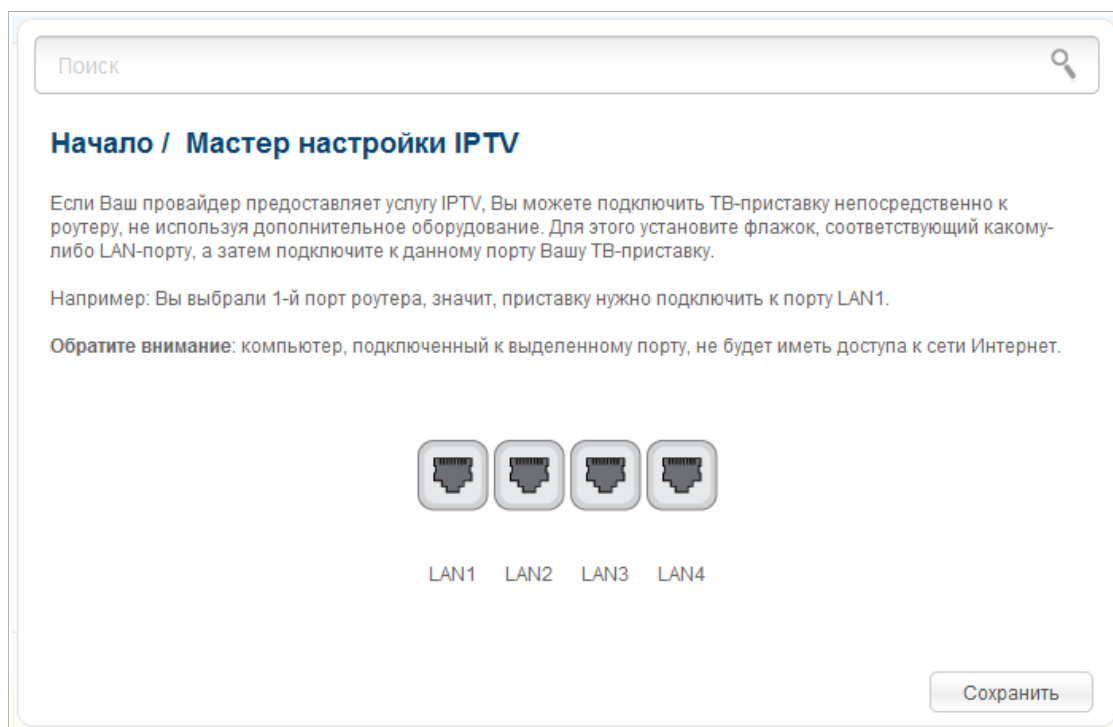 Поиск
Начало / Мастер настройки IPTV
Если Ваш провайдер предоставляет услугу IPTV, Вы можете подключить ТВ-приставку непосредственно к
роутеру, не используя дополнительное оборудование. Для этого установите флажок, соответствующий какому-
либо LAN-порту, а затем подключите к данному порту Вашу ТВ-приставку.
Например: Вы выбрали 1-й порт роутера, значит, приставку нужно подключить к порту LAN1.
Обратите внимание: компьютер, подключенный к выделенному порту, не будет иметь доступа к сети Интернет.
LAN1 LAN2 LAN3 LAN4
Сохранить